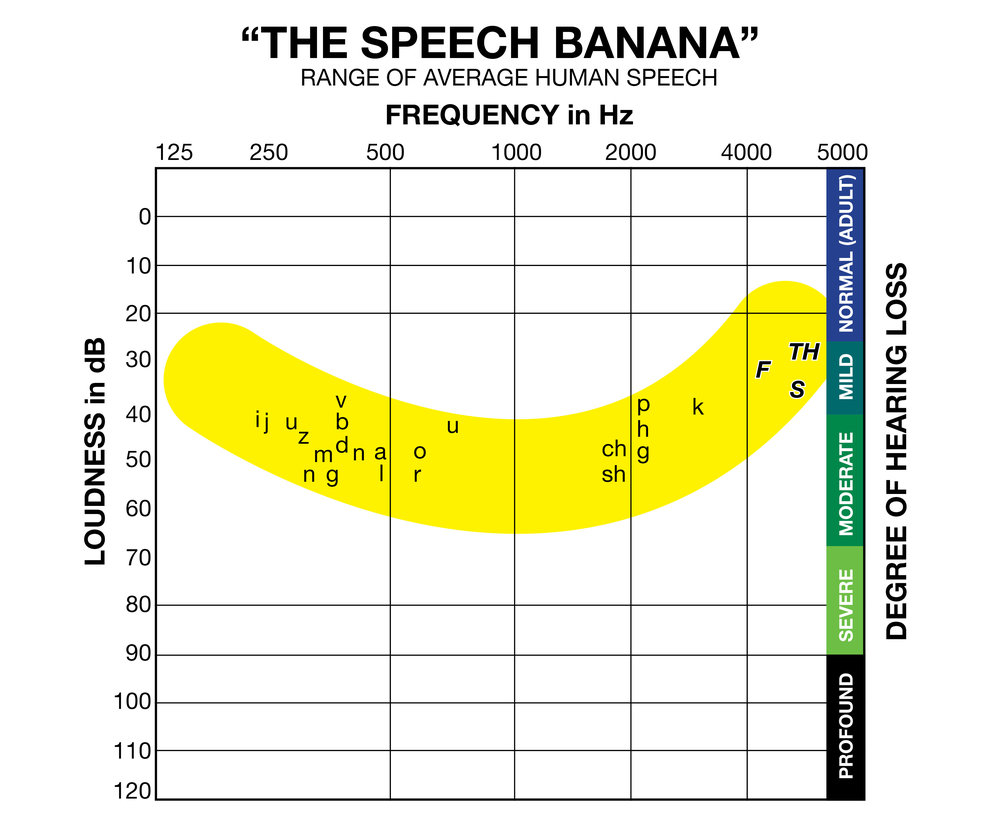 “THE SPEECH BANANA”
RANGE OF AVERAGE HUMAN SPEECH
FREQUENCY in Hz
125 250 500 1000 2000 4000 5000
LOUDNESS in dB
0
10
20
30
40
50
60
70
80
90
100
110
120
v
i j u b
z
m d n a
n g l
u
o
r
p
h
ch g
sh
k
TH
F
S
NORMAL (ADULT)
MILD
MODERATE
SEVERE
PROFOUND
DEGREE OF HEARING LOSS